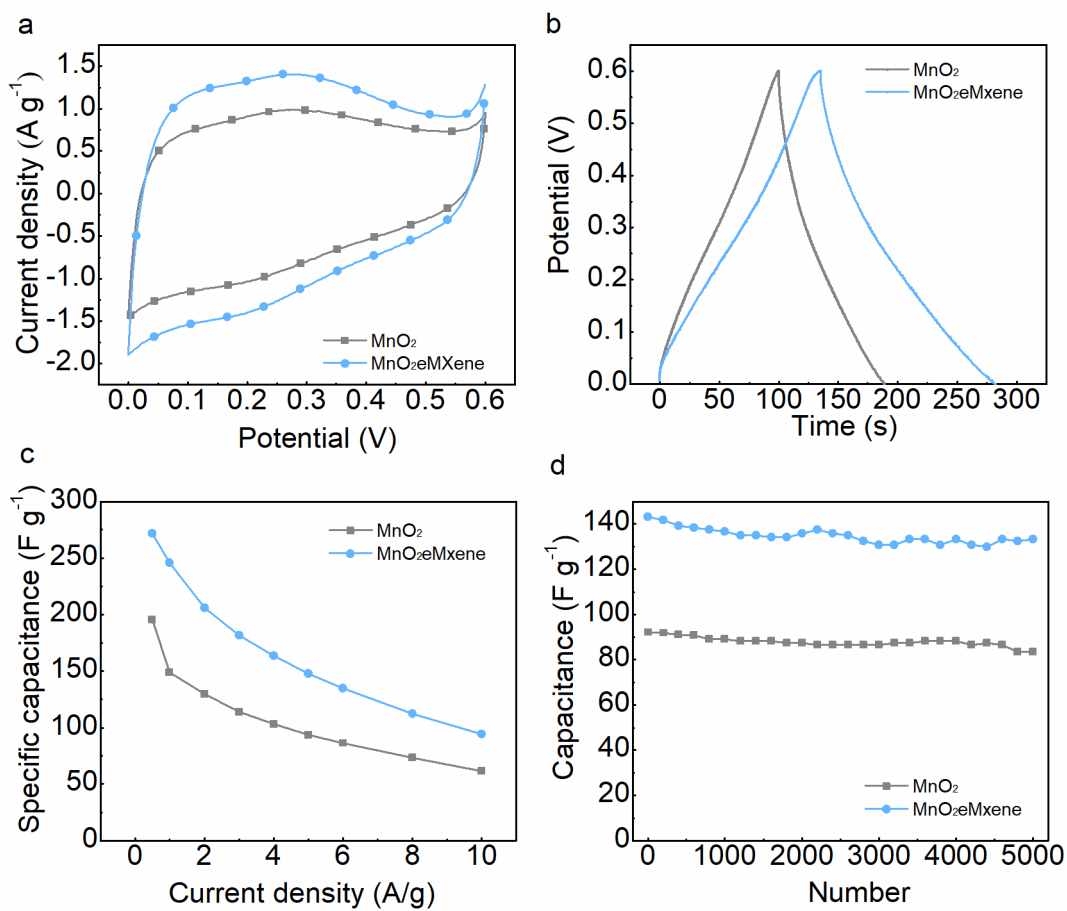 a
Current density (A g⁻¹)
1.5
1.0
0.5
0.0
-0.5
-1.0
-1.5
-2.0
MnO₂
MnO₂eMXene
0.0 0.1 0.2 0.3 0.4 0.5 0.6
Potential (V)
b
Potential (V)
0.6
0.5
0.4
0.3
0.2
0.1
0.0
MnO₂
MnO₂eMxene
0 50 100 150 200 250 300
Time (s)
c
Specific capacitance (F g⁻¹)
300
250
200
150
100
50
0
MnO₂
MnO₂eMxene
0 2 4 6 8 10
Current density (A/g)
d
Capacitance (F g⁻¹)
140
120
100
80
60
40
20
0
MnO₂
MnO₂eMxene
0 1000 2000 3000 4000 5000
Number